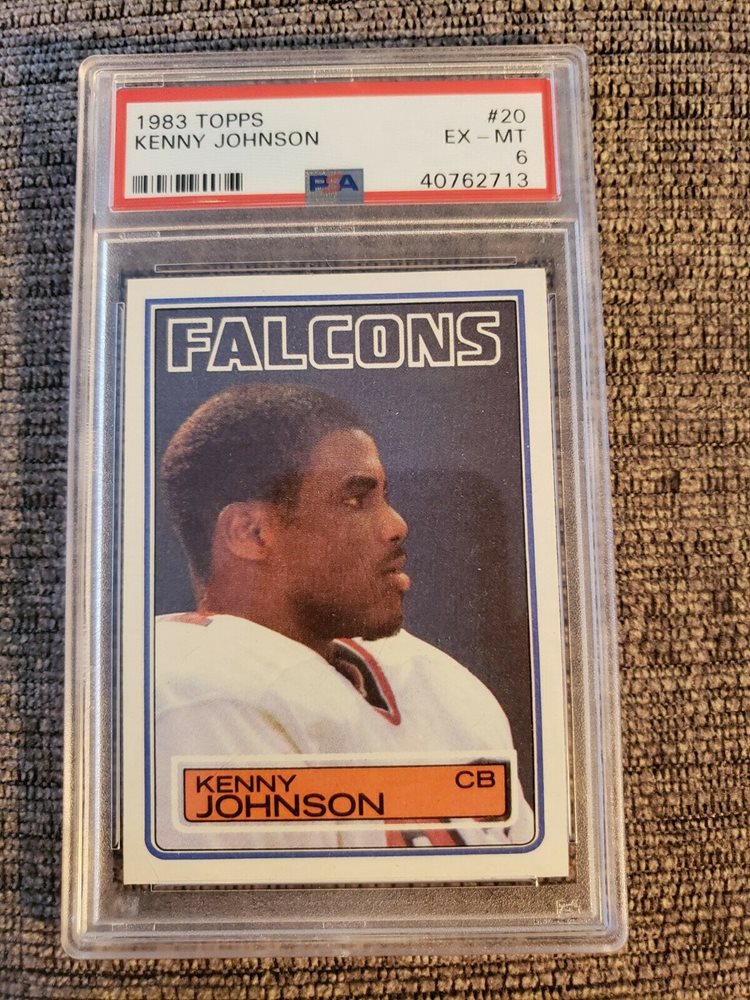 1983 TOPPS #20
KENNY JOHNSON EX - MT
6
PSA 40762713
FALCONS
KENNY CB
JOHNSON